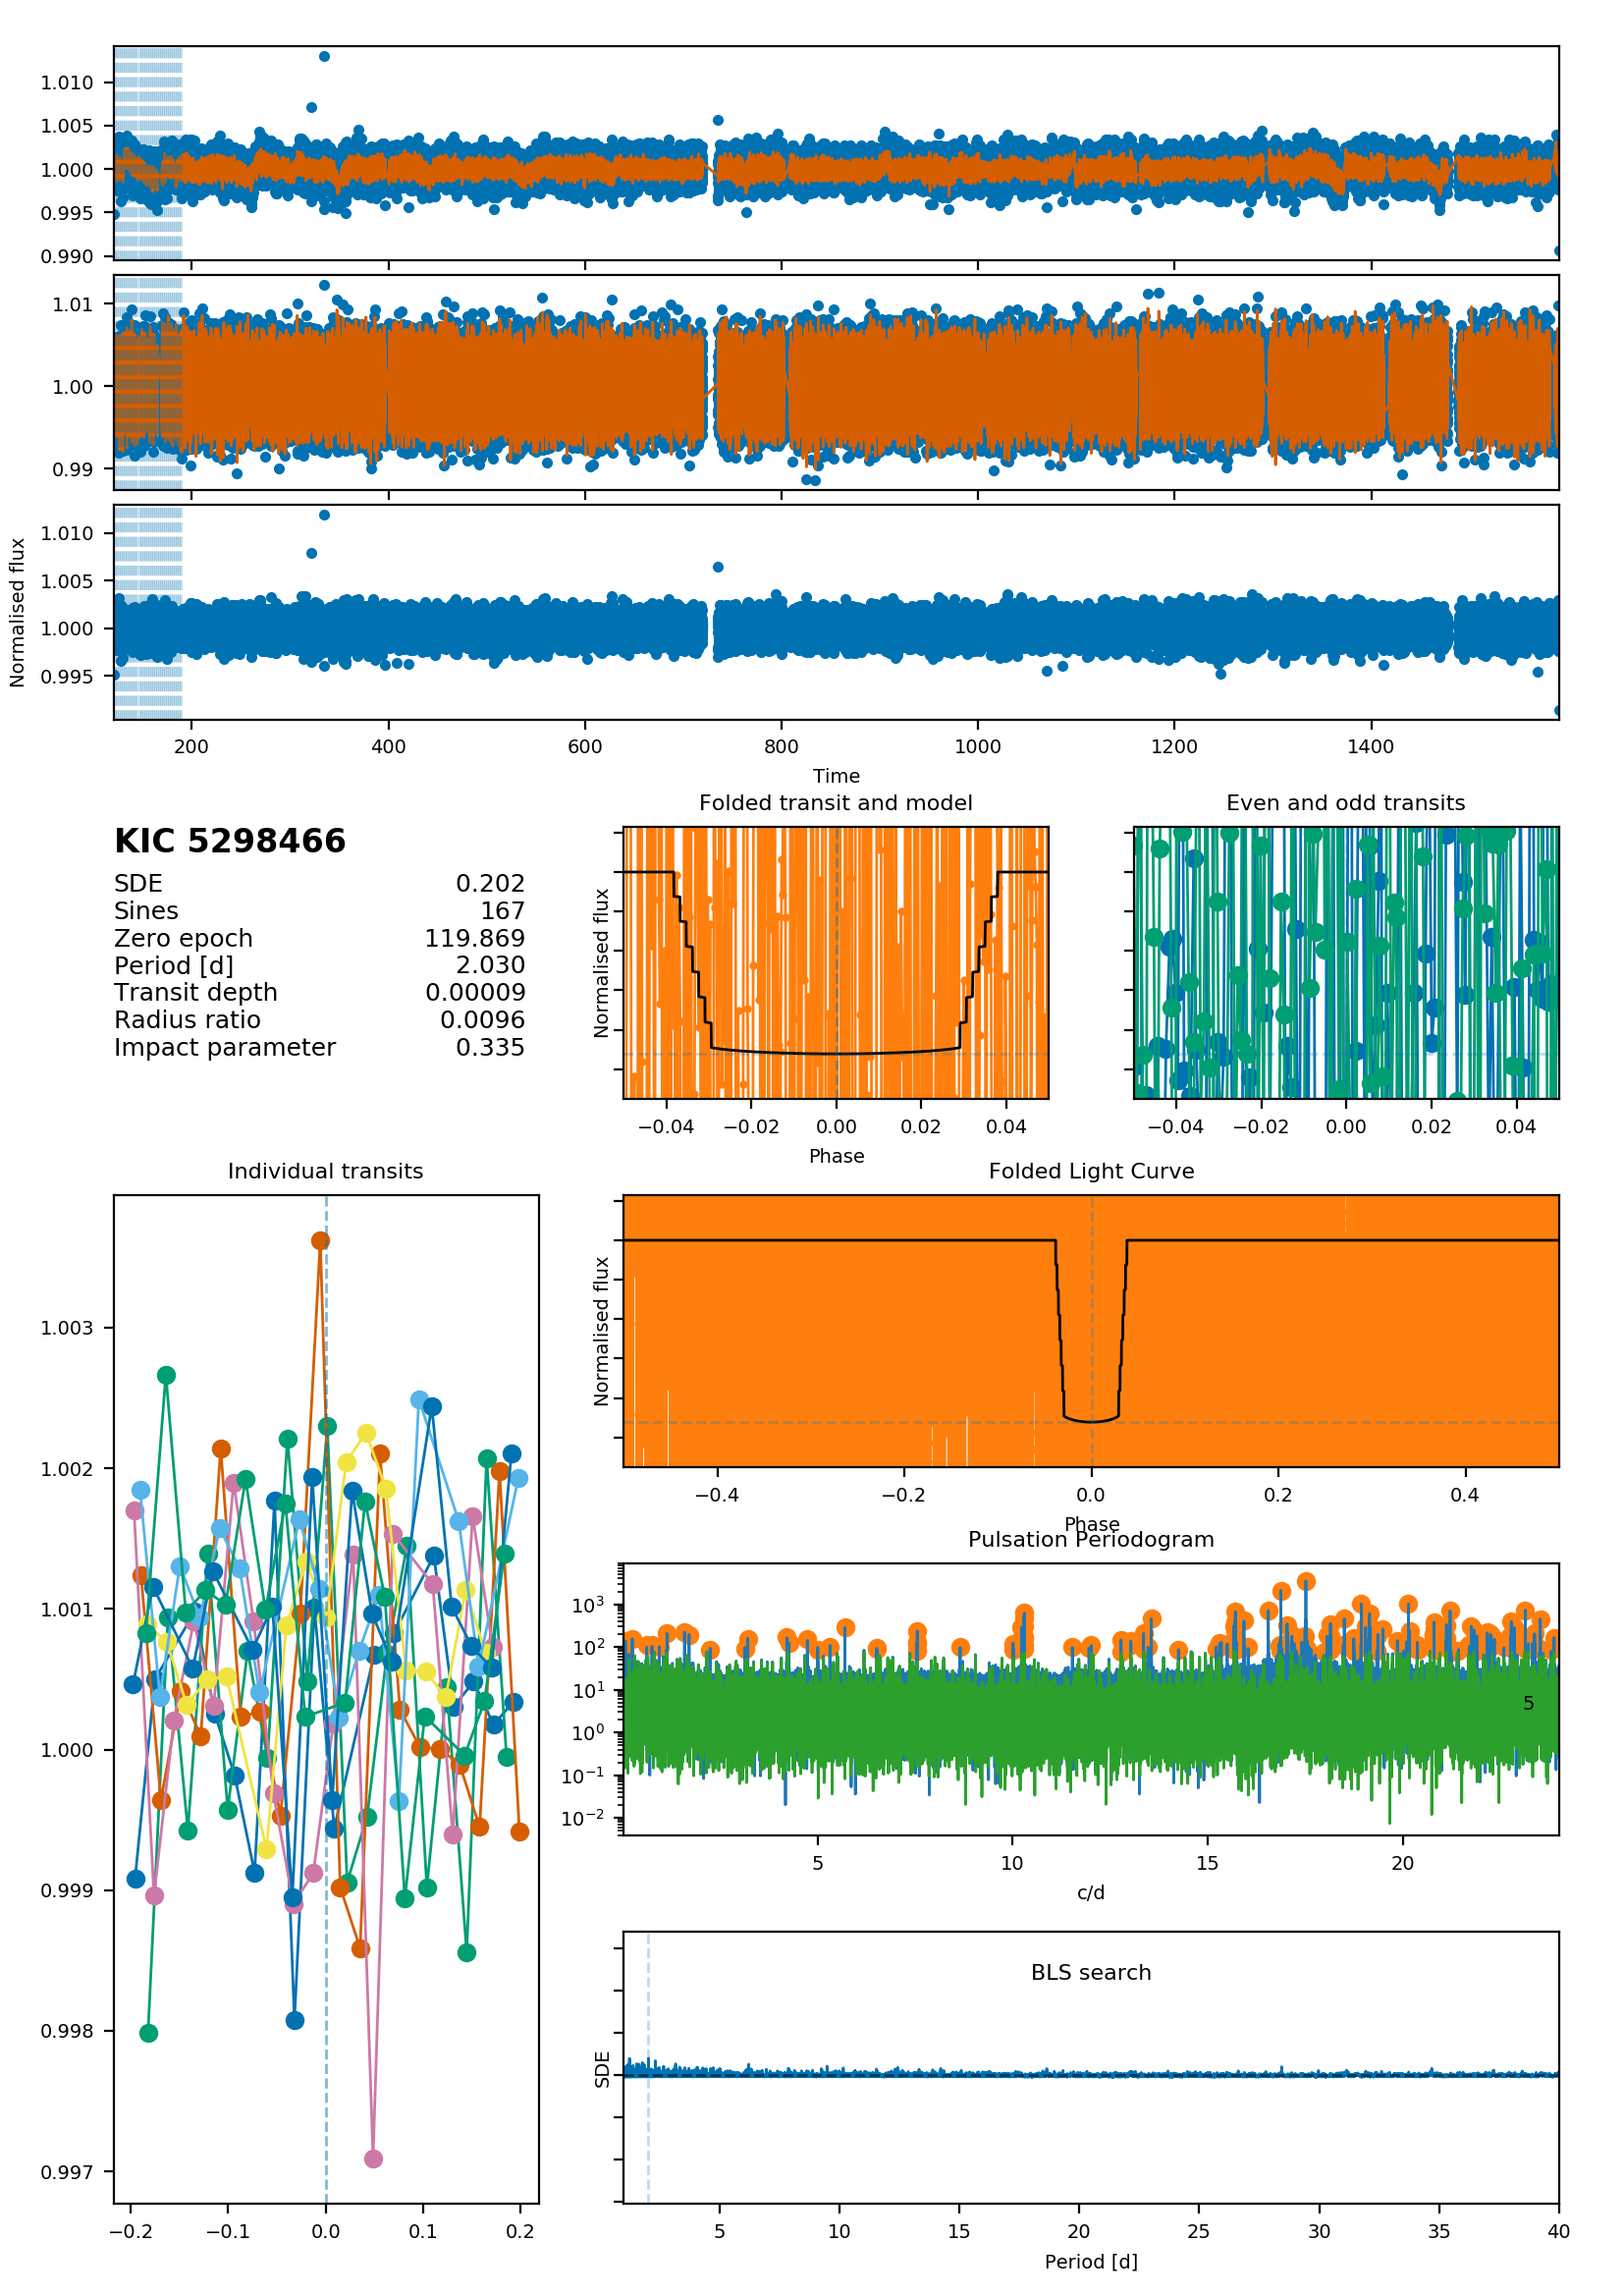 1.010
1.005
1.000
0.995
0.990
1.01
1.00
0.99
1.010
1.005
1.000
0.995
Normalised flux
200 400 600 800 1000 1200 1400
Time
KIC 5298466
SDE 0.202
Sines 167
Zero epoch 119.869
Period [d] 2.030
Transit depth 0.00009
Radius ratio 0.0096
Impact parameter 0.335
Folded transit and model
Normalised flux
−0.04 −0.02 0.00 0.02 0.04
Phase
Even and odd transits
−0.04 −0.02 0.00 0.02 0.04
Individual transits
1.003
1.002
1.001
1.000
0.999
0.998
0.997
−0.2 −0.1 0.0 0.1 0.2
Folded Light Curve
Normalised flux
−0.4 −0.2 0.0 0.2 0.4
Phase
Pulsation Periodogram
10³
10²
10¹
10⁰
10⁻¹
10⁻²
5
5 10 15 20
c/d
BLS search
SDE
5 10 15 20 25 30 35 40
Period [d]